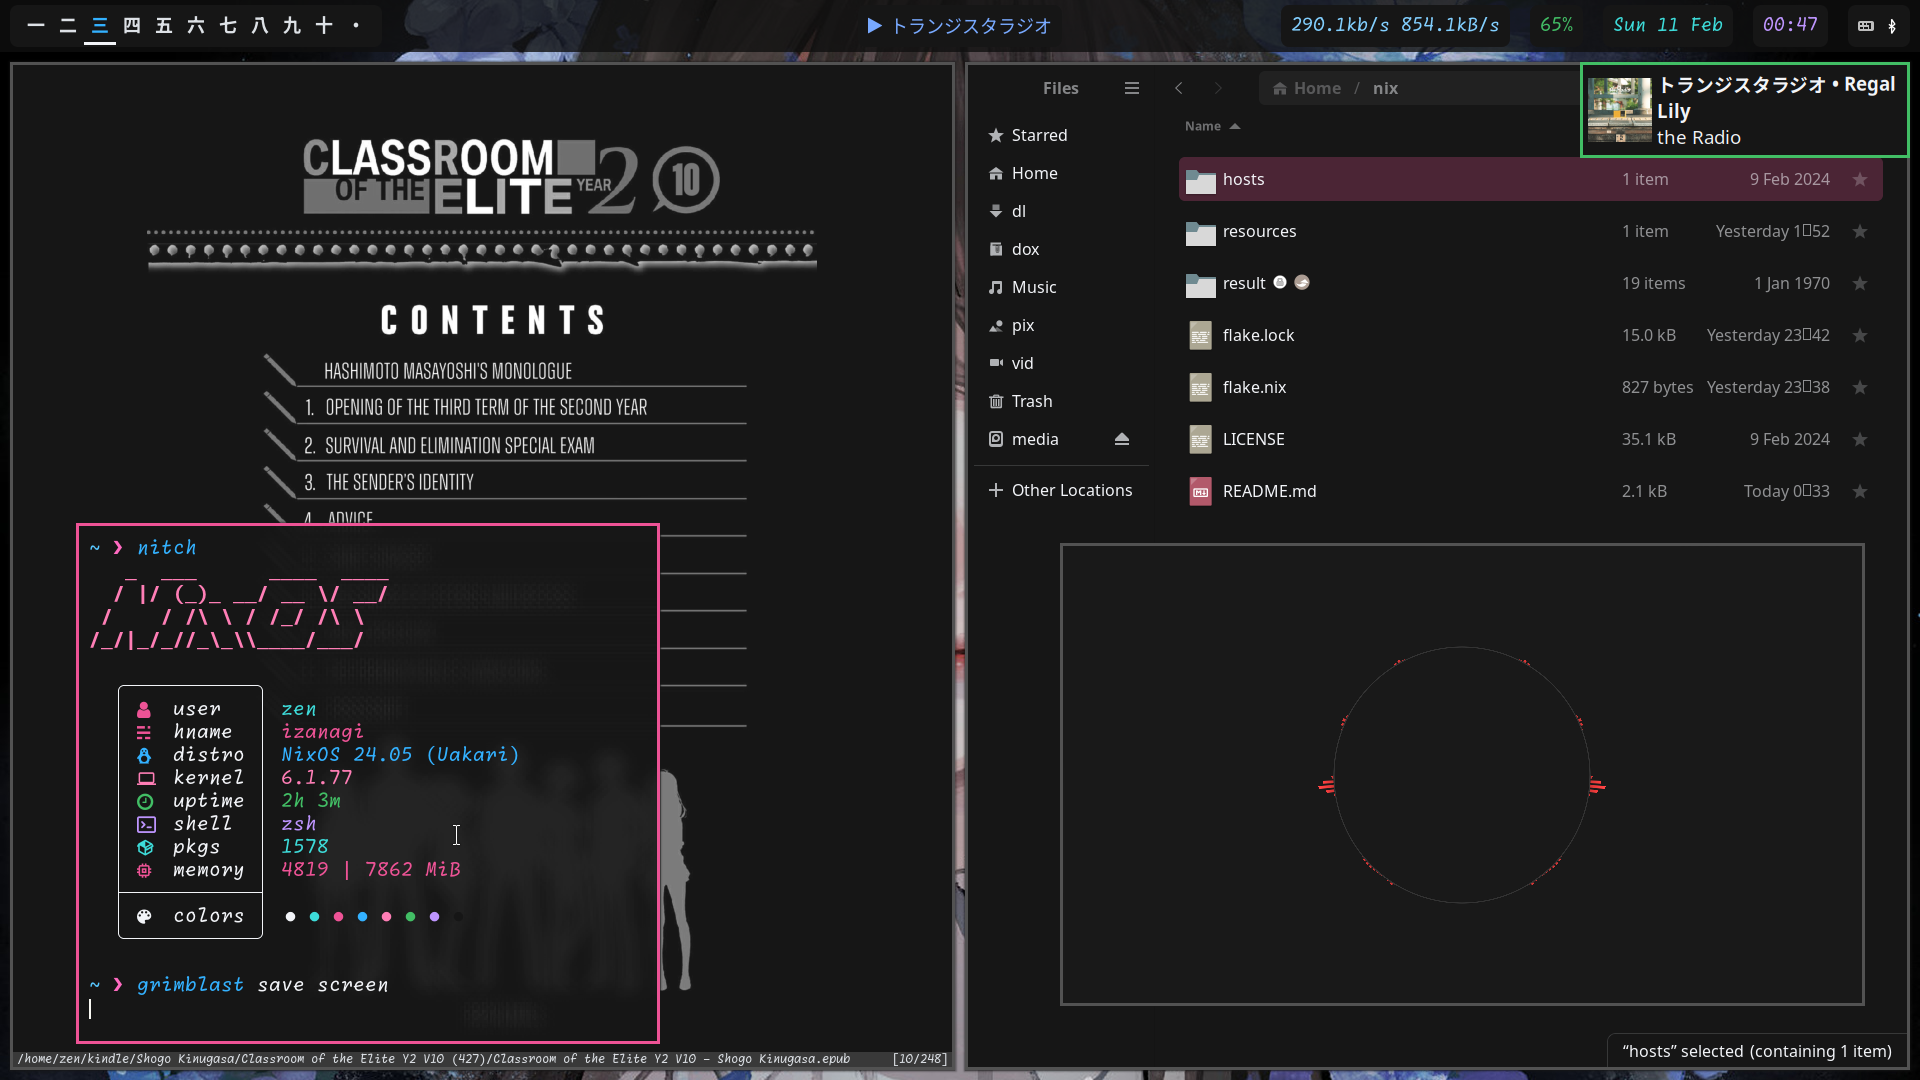 一 二 三 四 五 六 七 八 九 十 •
▶ トランジスタラジオ
290.1kb/s 854.1kB/s
65%
Sun 11 Feb
00:47
CLASSROOM
OF THE ELITE YEAR 2 10
CONTENTS
HASHIMOTO MASAYOSHI'S MONOLOGUE
1. OPENING OF THE THIRD TERM OF THE SECOND YEAR
2. SURVIVAL AND ELIMINATION SPECIAL EXAM
3. THE SENDER'S IDENTITY
4. ADVICE
~ ❯ nitch
user zen
hname izanagi
distro NixOS 24.05 (Uakari)
kernel 6.1.77
uptime 2h 3m
shell zsh
pkgs 1578
memory 4819 | 7862 MiB
colors
~ ❯ grimblast save screen
/home/zen/kindle/Shogo Kinugasa/Classroom of the Elite Y2 V10 (427)/Classroom of the Elite Y2 V10 - Shogo Kinugasa.epub [10/248]
Files
Home / nix
トランジスタラジオ • Regal
Lily
the Radio
Starred
Home
dl
dox
Music
pix
vid
Trash
media
Other Locations
Name
hosts 1 item 9 Feb 2024
resources 1 item Yesterday 1▯52
result 19 items 1 Jan 1970
flake.lock 15.0 kB Yesterday 23▯42
flake.nix 827 bytes Yesterday 23▯38
LICENSE 35.1 kB 9 Feb 2024
README.md 2.1 kB Today 0▯33
“hosts” selected (containing 1 item)